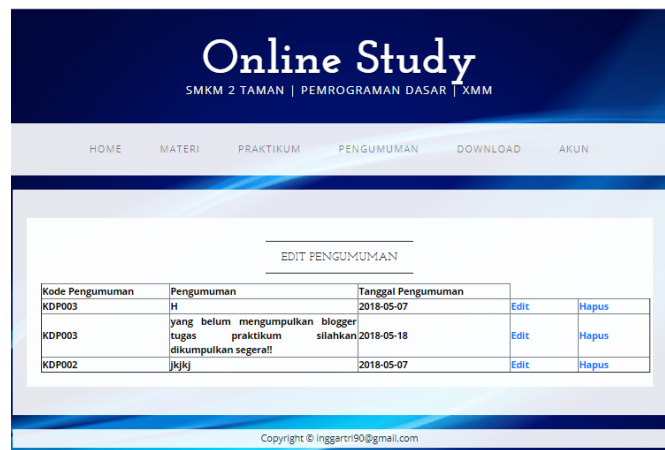 Online Study
SMKM 2 TAMAN | PEMROGRAMAN DASAR | XMM
HOME MATERI PRAKTIKUM PENGUMUMAN DOWNLOAD AKUN
EDIT PENGUMUMAN
Kode Pengumuman Pengumuman Tanggal Pengumuman
KDP003 H 2018-05-07 Edit Hapus
yang belum mengumpulkan blogger
KDP003 tugas praktikum silahkan 2018-05-18 Edit Hapus
dikumpulkan segera!!
KDP002 jkjkj 2018-05-07 Edit Hapus
Copyright © inggartri90@gmail.com